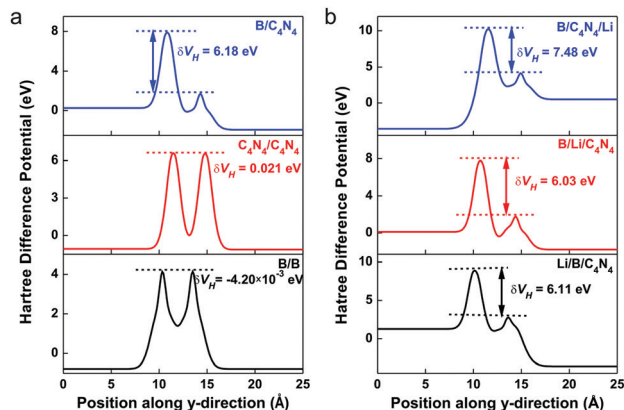 a
Hartree Difference Potential (eV)
B/C4N4
δVH = 6.18 eV
8
4
0
C4N4/C4N4
δVH = 0.021 eV
6
3
0
B/B
δVH = -4.20×10⁻³ eV
4
2
0
0 5 10 15 20 25
Position along y-direction (Å)
b
Hatree Difference Potential (eV)
B/C4N4/Li
δVH = 7.48 eV
10
5
0
B/Li/C4N4
δVH = 6.03 eV
8
4
0
Li/B/C4N4
δVH = 6.11 eV
10
5
0
0 5 10 15 20 25
Position along y-direction (Å)